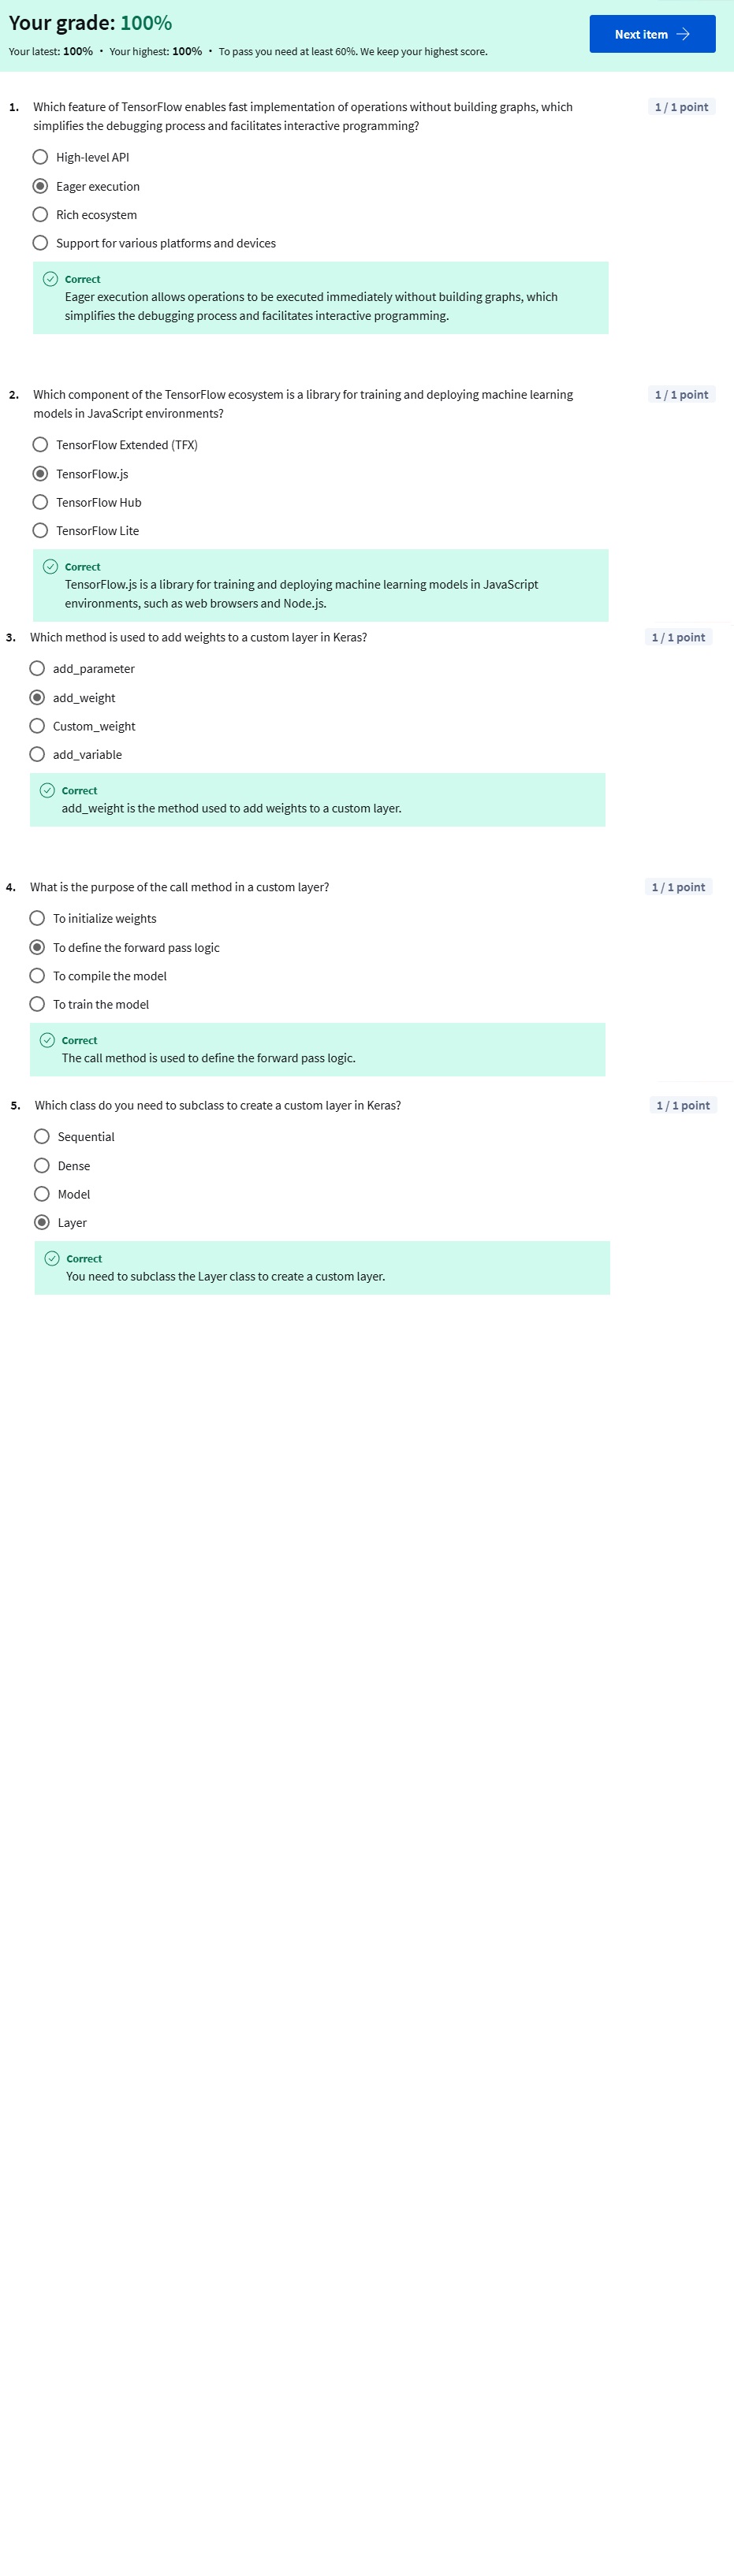 Your grade: 100%
Your latest: 100% • Your highest: 100% • To pass you need at least 60%. We keep your highest score.
Next item
1. Which feature of TensorFlow enables fast implementation of operations without building graphs, which
simplifies the debugging process and facilitates interactive programming?
1 / 1 point
High-level API
Eager execution
Rich ecosystem
Support for various platforms and devices
Correct
Eager execution allows operations to be executed immediately without building graphs, which
simplifies the debugging process and facilitates interactive programming.
2. Which component of the TensorFlow ecosystem is a library for training and deploying machine learning
models in JavaScript environments?
1 / 1 point
TensorFlow Extended (TFX)
TensorFlow.js
TensorFlow Hub
TensorFlow Lite
Correct
TensorFlow.js is a library for training and deploying machine learning models in JavaScript
environments, such as web browsers and Node.js.
3. Which method is used to add weights to a custom layer in Keras?
1 / 1 point
add_parameter
add_weight
Custom_weight
add_variable
Correct
add_weight is the method used to add weights to a custom layer.
4. What is the purpose of the call method in a custom layer?
1 / 1 point
To initialize weights
To define the forward pass logic
To compile the model
To train the model
Correct
The call method is used to define the forward pass logic.
5. Which class do you need to subclass to create a custom layer in Keras?
1 / 1 point
Sequential
Dense
Model
Layer
Correct
You need to subclass the Layer class to create a custom layer.